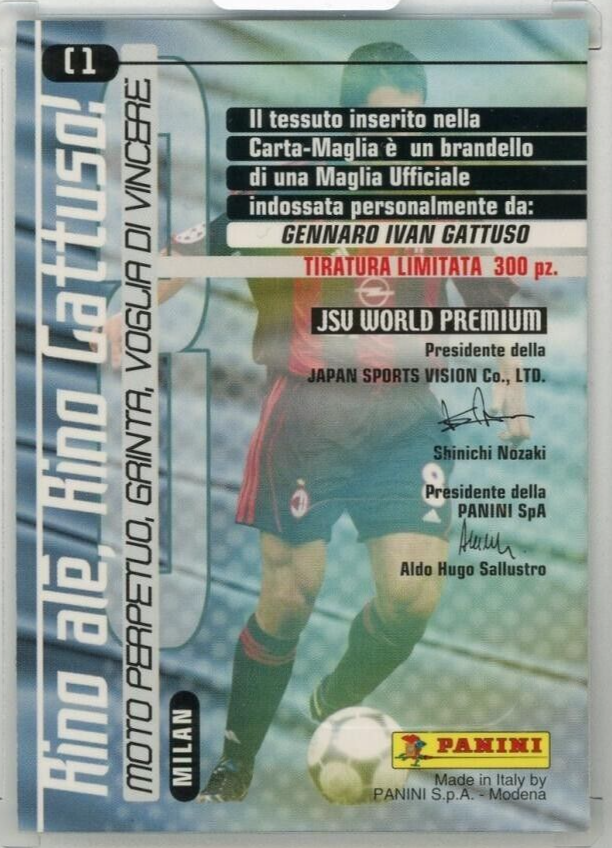 C1
Rino alè, Rino Gattuso!
MOTO PERPETUO, GRINTA, VOGLIA DI VINCERE
Il tessuto inserito nella
Carta-Maglia è un brandello
di una Maglia Ufficiale
indossata personalmente da:
GENNARO IVAN GATTUSO
TIRATURA LIMITATA 300 pz.
JSV WORLD PREMIUM
Presidente della
JAPAN SPORTS VISION Co., LTD.
Shinichi Nozaki
Presidente della
PANINI SpA
Aldo Hugo Sallustro
8
MILAN
PANINI
Made in Italy by
PANINI S.p.A. - Modena